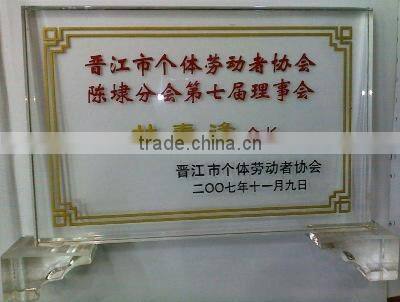 晋江市个体劳动者协会
陈埭分会第七届理事会
会长
trade.china.cn
晋江市个体劳动者协会
二〇〇七年十一月九日